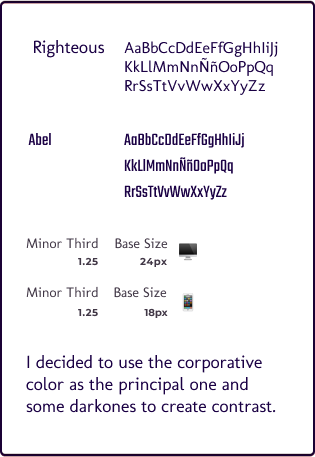 Righteous AaBbCcDdEeFfGgHhIiJj
KkLlMmNnÑñOoPpQq
RrSsTtVvWwXxYyZz
Abel AaBbCcDdEeFfGgHhIiJj
KkLlMmNnÑñOoPpQq
RrSsTtVvWwXxYyZz
Minor Third Base Size
1.25 24px
Minor Third Base Size
1.25 18px
I decided to use the corporative
color as the principal one and
some darkones to create contrast.